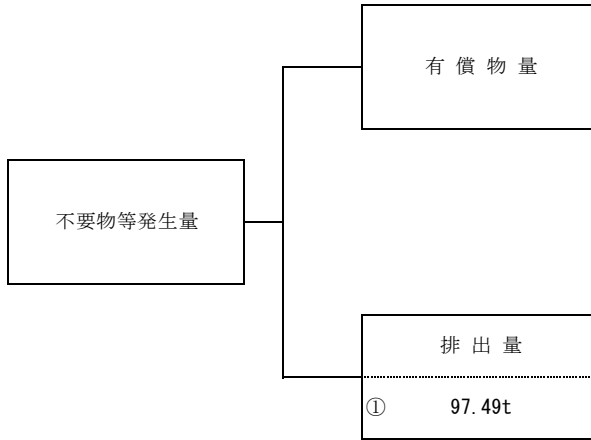 有 償 物 量
不要物等発生量
排 出 量
① 97.49t